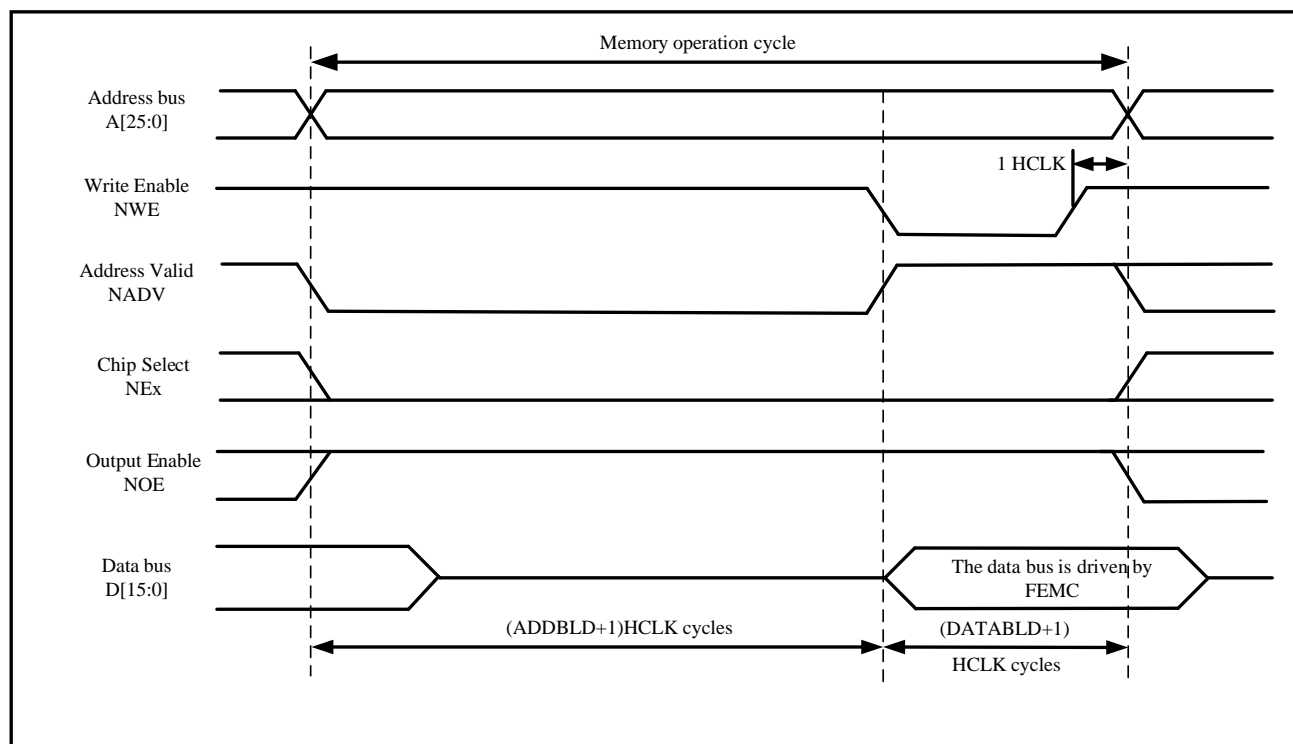 Memory operation cycle
Address bus
A[25:0]
1 HCLK
Write Enable
NWE
Address Valid
NADV
Chip Select
NEx
Output Enable
NOE
Data bus
D[15:0]
The data bus is driven by
FEMC
(ADDBLD+1)HCLK cycles
(DATABLD+1)
HCLK cycles